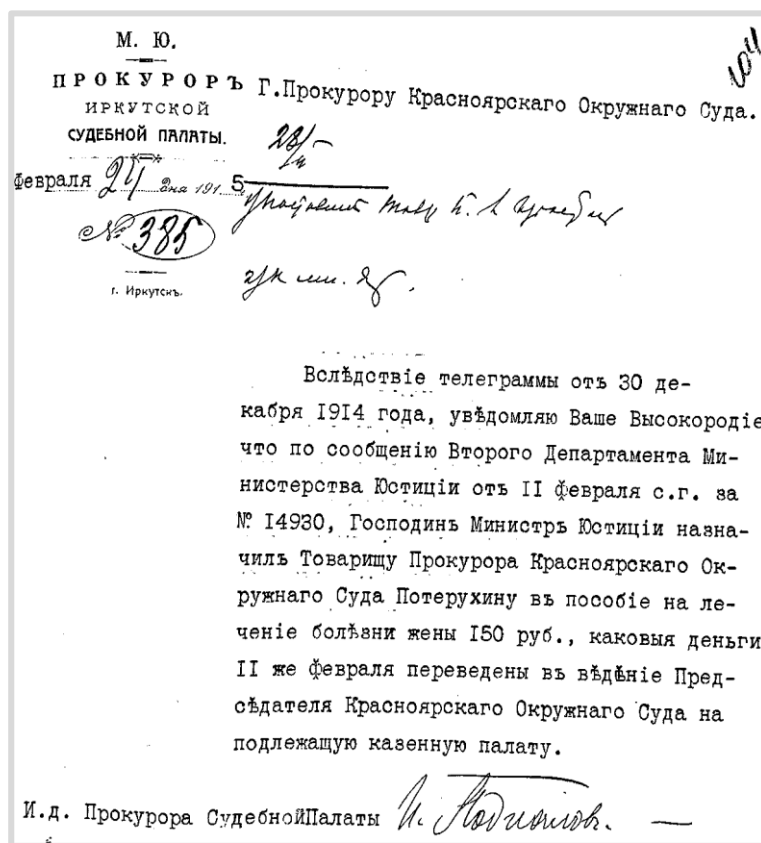 М. Ю.
ПРОКУРОРЪ
ИРКУТСКОЙ
СУДЕБНОЙ ПАЛАТЫ.
Февраля 24 дня 1915
№ 385
г. Иркутскъ.
104
Г.Прокурору Красноярскаго Окружнаго Суда.
Вслѣдствіе телеграммы отъ 30 де-
кабря I9I4 года, увѣдомляю Ваше Высокородіе
что по сообщенію Второго Департамента Ми-
нистерства Юстиціи отъ II февраля с.г. за
№ I4930, Господинъ Министръ Юстиціи назна-
чилъ Товарищу Прокурора Красноярскаго Ок-
ружнаго Суда Потерухину въ пособіе на ле-
ченіе болѣзни жены I50 руб., каковыя деньги
II же февраля переведены въ вѣдѣніе Пред-
сѣдателя Красноярскаго Окружнаго Суда на
подлежащую казенную палату.
И.д. Прокурора СудебнойПалаты